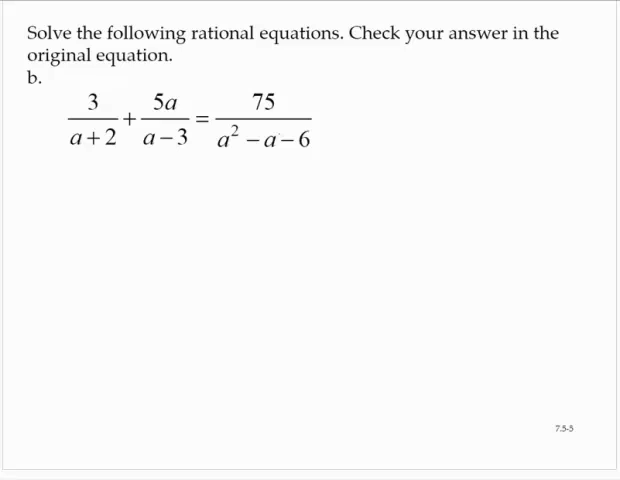 Solve the following rational equations. Check your answer in the
original equation.
b.
3/(a+2) + 5a/(a−3) = 75/(a² − a − 6)
7.5-5